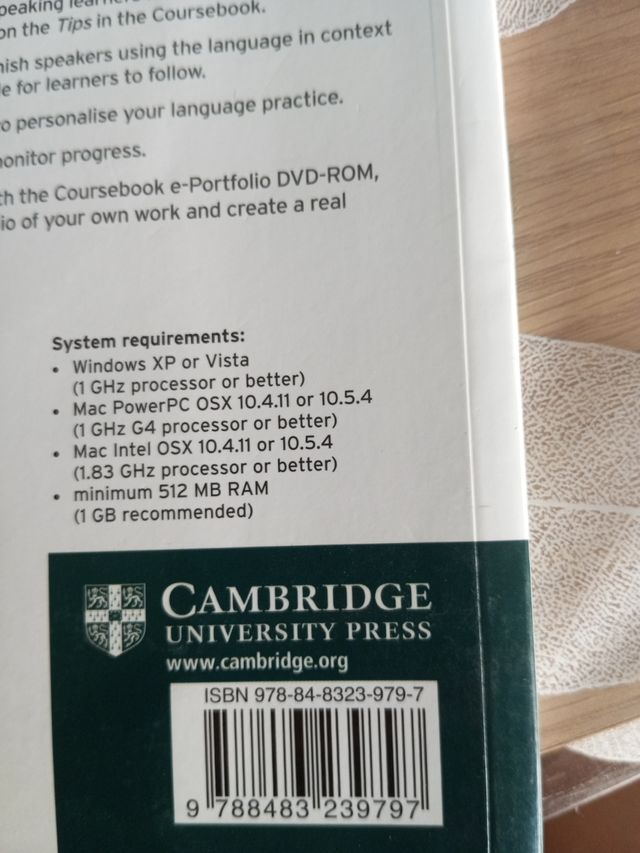 on the Tips in the Coursebook.
speakers using the language in context
for learners to follow.
personalise your language practice.
progress.
the Coursebook e-Portfolio DVD-ROM,
of your own work and create a real
System requirements:
• Windows XP or Vista
(1 GHz processor or better)
• Mac PowerPC OSX 10.4.11 or 10.5.4
(1 GHz G4 processor or better)
• Mac Intel OSX 10.4.11 or 10.5.4
(1.83 GHz processor or better)
• minimum 512 MB RAM
(1 GB recommended)
CAMBRIDGE
UNIVERSITY PRESS
www.cambridge.org
ISBN 978-84-8323-979-7
9 788483 239797